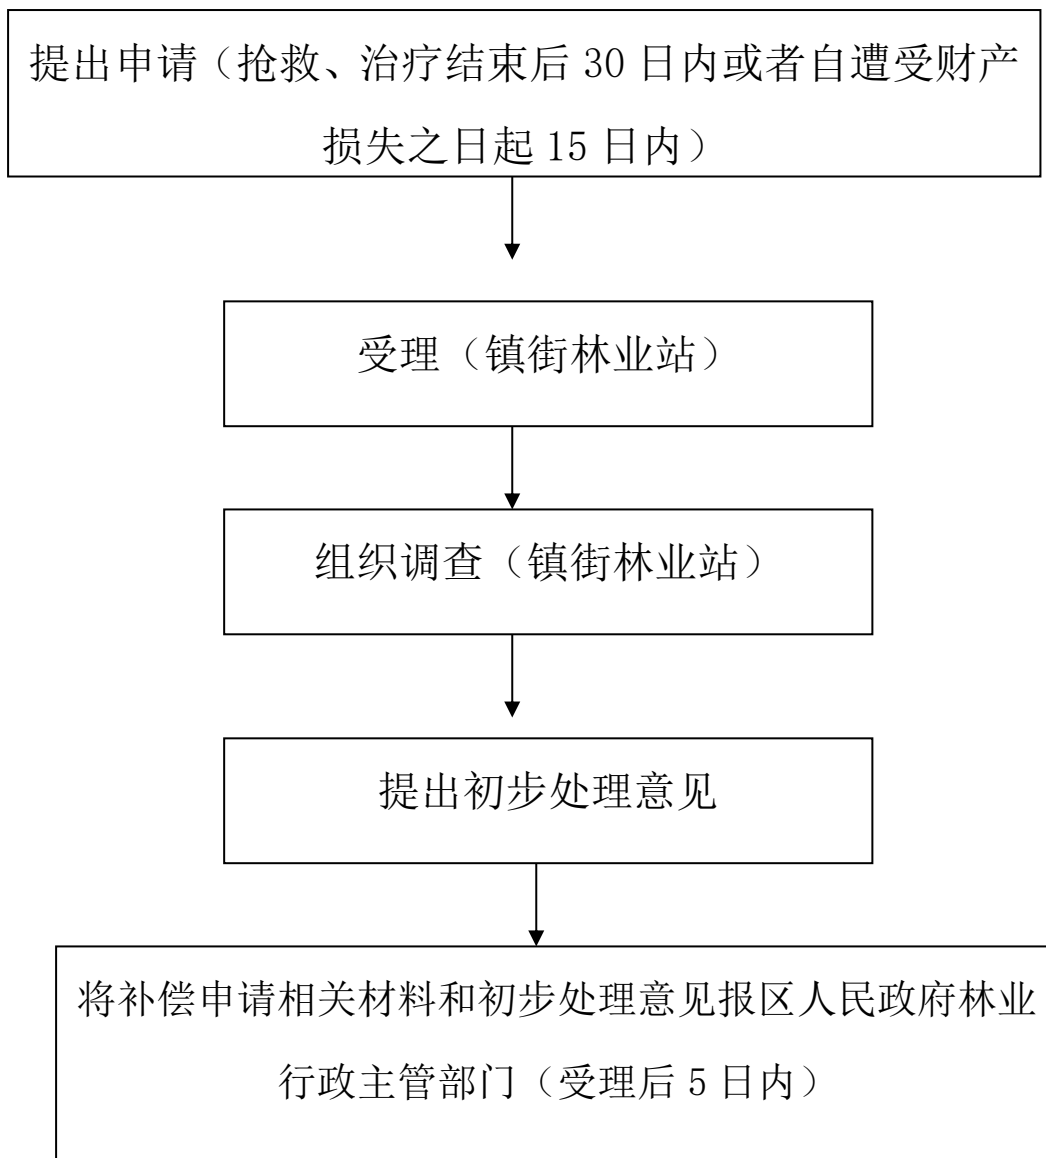 提出申请（抢救、治疗结束后 30 日内或者自遭受财产
损失之日起 15 日内）
受理（镇街林业站）
组织调查（镇街林业站）
提出初步处理意见
将补偿申请相关材料和初步处理意见报区人民政府林业
行政主管部门（受理后 5 日内）